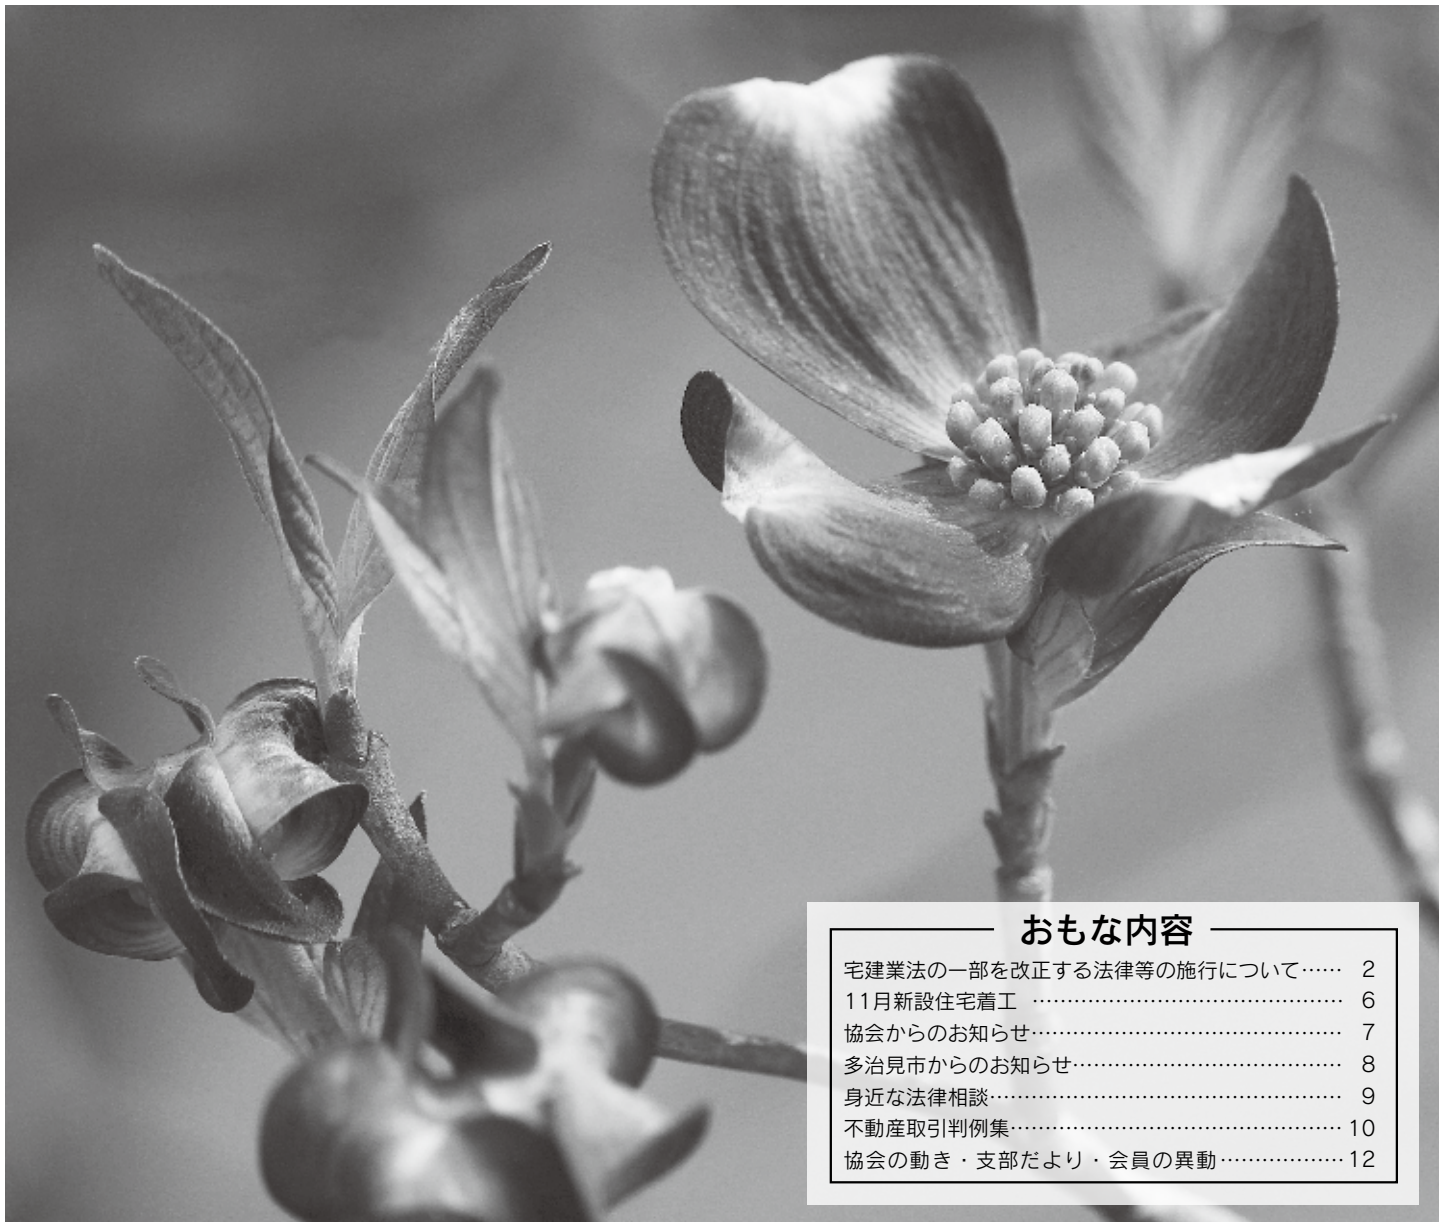 おもな内容
宅建業法の一部を改正する法律等の施行について…… 2
11月新設住宅着工 ……………………………………… 6
協会からのお知らせ……………………………………… 7
多治見市からのお知らせ………………………………… 8
身近な法律相談…………………………………………… 9
不動産取引判例集…………………………………………10
協会の動き・支部だより・会員の異動………………12